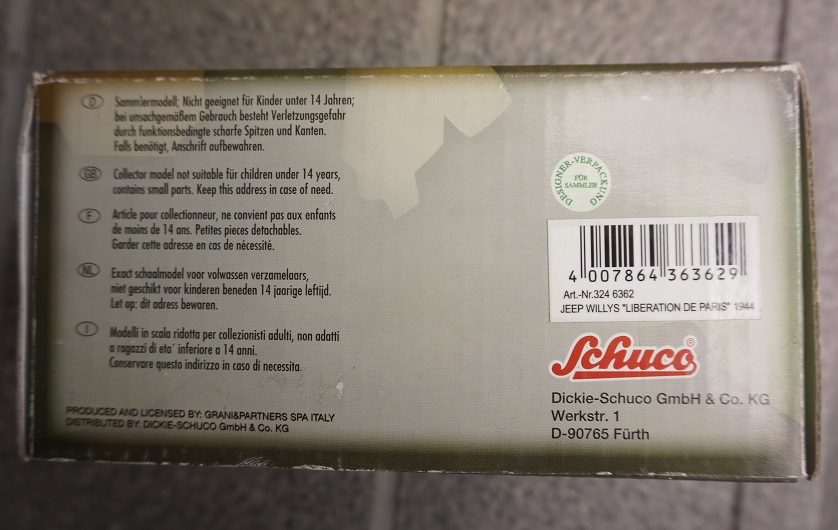 D Sammlermodell; Nicht geeignet für Kinder unter 14 Jahren;
bei unsachgemäßem Gebrauch besteht Verletzungsgefahr
durch funktionsbedingte scharfe Spitzen und Kanten.
Falls benötigt, Anschrift aufbewahren.
GB Collector model not suitable for children under 14 years,
contains small parts. Keep this address in case of need.
F Article pour collectionneur, ne convient pas aux enfants
de moins de 14 ans. Petites pieces detachables.
Garder cette adresse en cas de nécessité.
NL Exact schaalmodel voor volwassen verzamelaars,
niet geschikt voor kinderen beneden 14 jaarige leftijd.
Let op: dit adress bewaren.
I Modelli in scala ridotta per collezionisti adulti, non adatti
a ragazzi di eta' inferiore a 14 anni.
Conservare questo indirizzo in caso di necessita.
PRODUCED AND LICENSED BY: GRANI&PARTNERS SPA ITALY
DISTRIBUTED BY: DICKIE-SCHUCO GmbH & Co. KG
DESIGNER-VERPACKUNG
FÜR
SAMMLER
4 007864 363629
Art.-Nr.324 6362
JEEP WILLYS "LIBERATION DE PARIS" 1944
Schuco®
Dickie-Schuco GmbH & Co. KG
Werkstr. 1
D-90765 Fürth